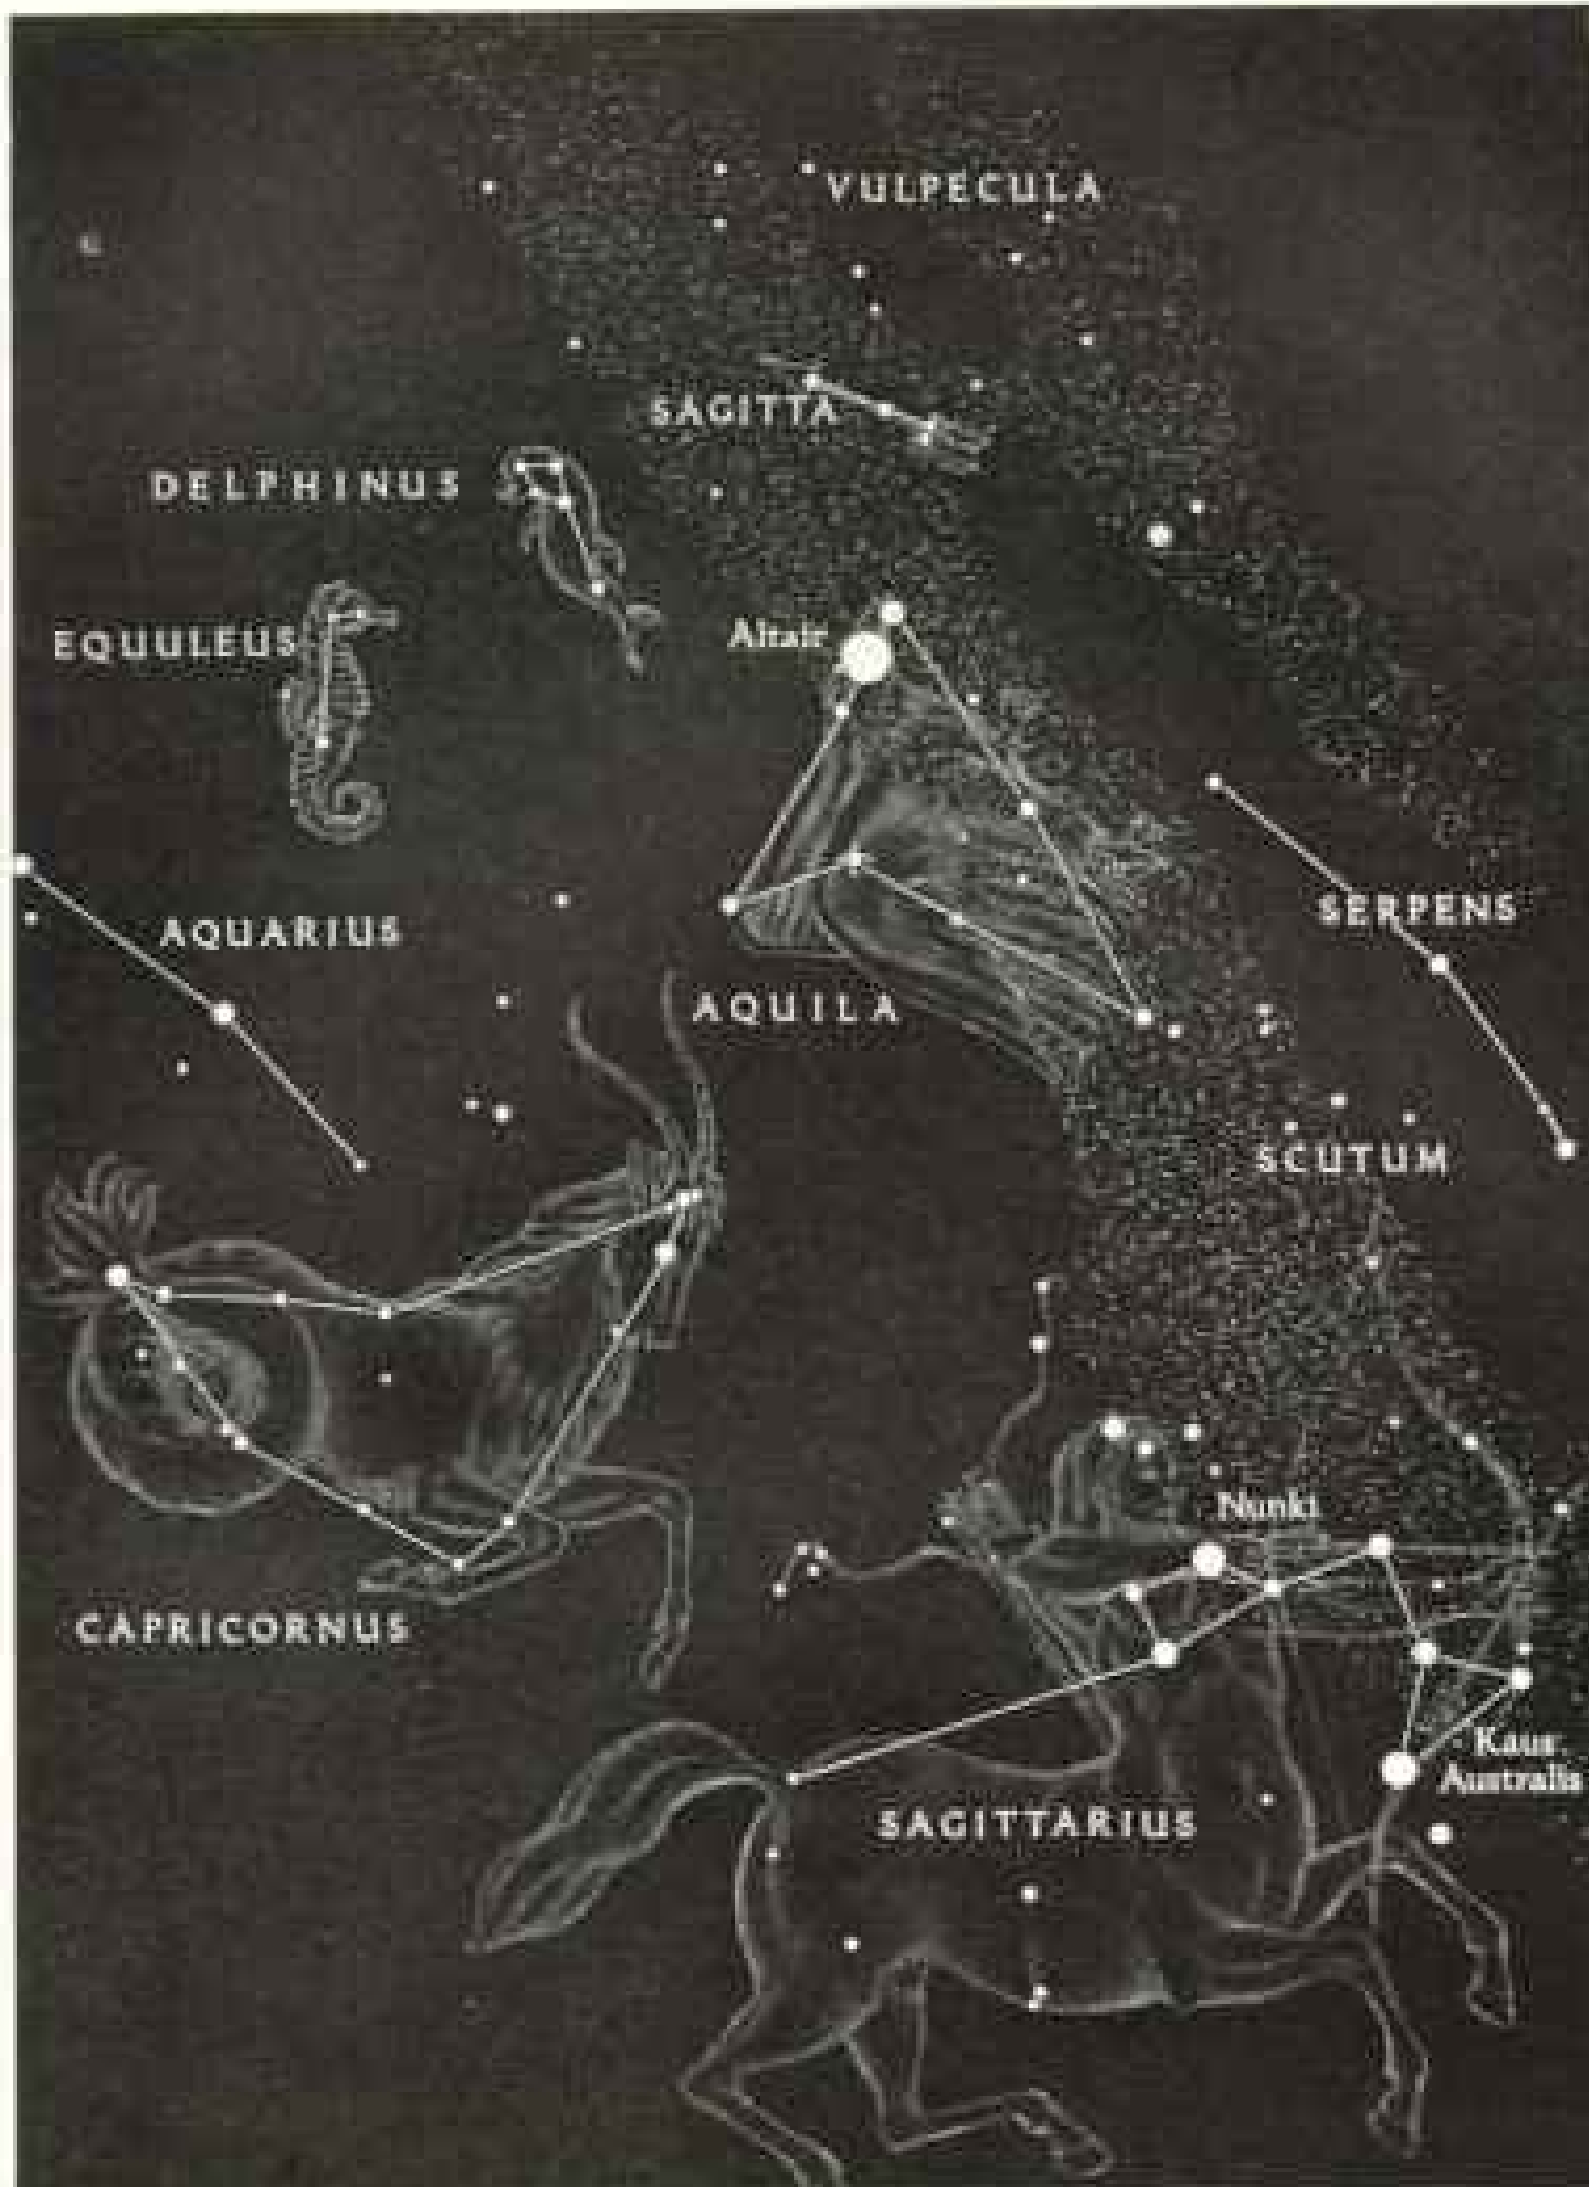 VULPECULA
SAGITTA
DELPHINUS
Altair
EQUULEUS
SERPENS
AQUARIUS
AQUILA
SCUTUM
Nunki
CAPRICORNUS
Kaus
Australis
SAGITTARIUS